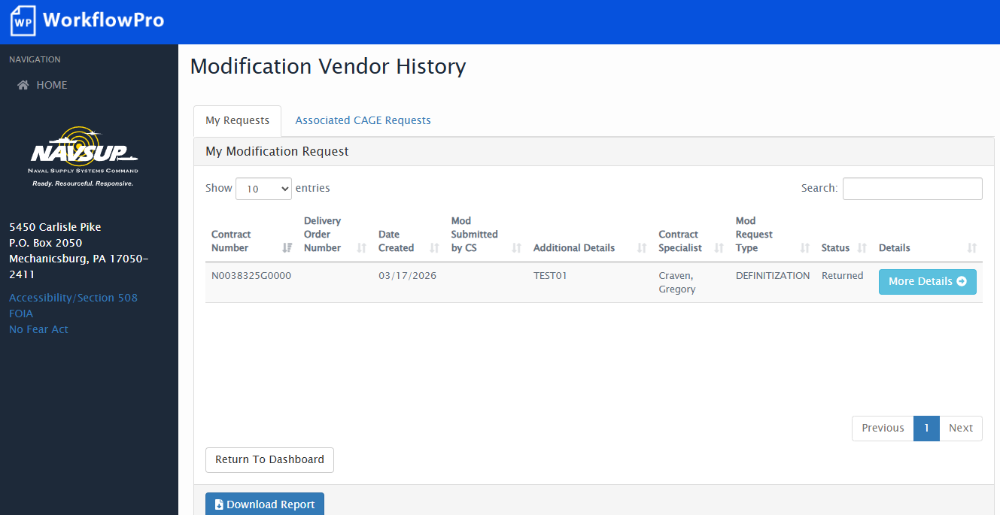 WP WorkflowPro
NAVIGATION
HOME
NAVSUP
NAVAL SUPPLY SYSTEMS COMMAND
Ready. Resourceful. Responsive.
5450 Carlisle Pike
P.O. Box 2050
Mechanicsburg, PA 17050-
2411
Accessibility/Section 508
FOIA
No Fear Act
Modification Vendor History
My Requests Associated CAGE Requests
My Modification Request
Show 10 entries Search:
Contract Number Delivery Order Number Date Created Mod Submitted by CS Additional Details Contract Specialist Mod Request Type Status Details
N0038325G0000 03/17/2026 TEST01 Craven, Gregory DEFINITIZATION Returned More Details
Previous 1 Next
Return To Dashboard
Download Report